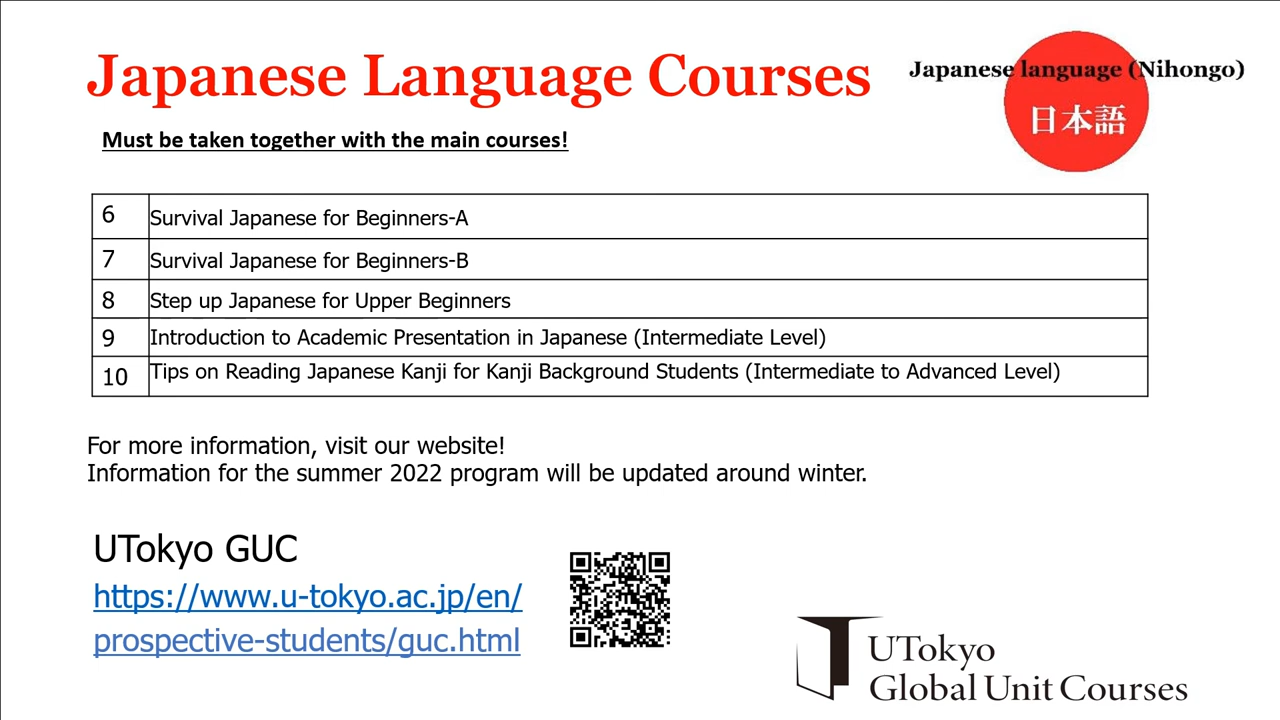 Japanese Language Courses
Japanese language (Nihongo)
日本語
Must be taken together with the main courses!
6 Survival Japanese for Beginners-A
7 Survival Japanese for Beginners-B
8 Step up Japanese for Upper Beginners
9 Introduction to Academic Presentation in Japanese (Intermediate Level)
10 Tips on Reading Japanese Kanji for Kanji Background Students (Intermediate to Advanced Level)
For more information, visit our website!
Information for the summer 2022 program will be updated around winter.
UTokyo GUC
https://www.u-tokyo.ac.jp/en/
prospective-students/guc.html
UTokyo
Global Unit Courses